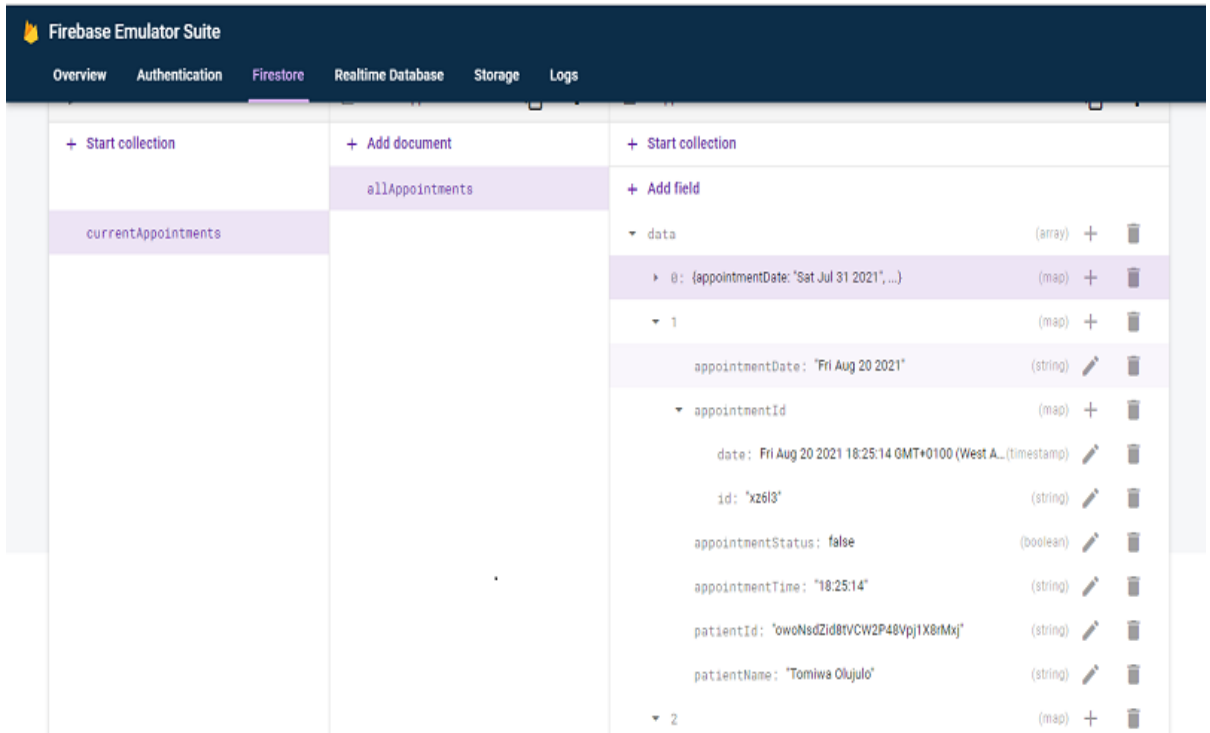 Firebase Emulator Suite
Overview Authentication Firestore Realtime Database Storage Logs
+ Start collection + Add document + Start collection
allAppointments + Add field
currentAppointments data (array)
0: {appointmentDate: "Sat Jul 31 2021", ...} (map)
1 (map)
appointmentDate: "Fri Aug 20 2021" (string)
appointmentId (map)
date: Fri Aug 20 2021 18:25:14 GMT+0100 (West A... (timestamp)
id: "xz6l3" (string)
appointmentStatus: false (boolean)
appointmentTime: "18:25:14" (string)
patientId: "owoNsdZid8tVCW2P48Vpj1X8rMxj" (string)
patientName: "Tomiwa Olujulo" (string)
2 (map)